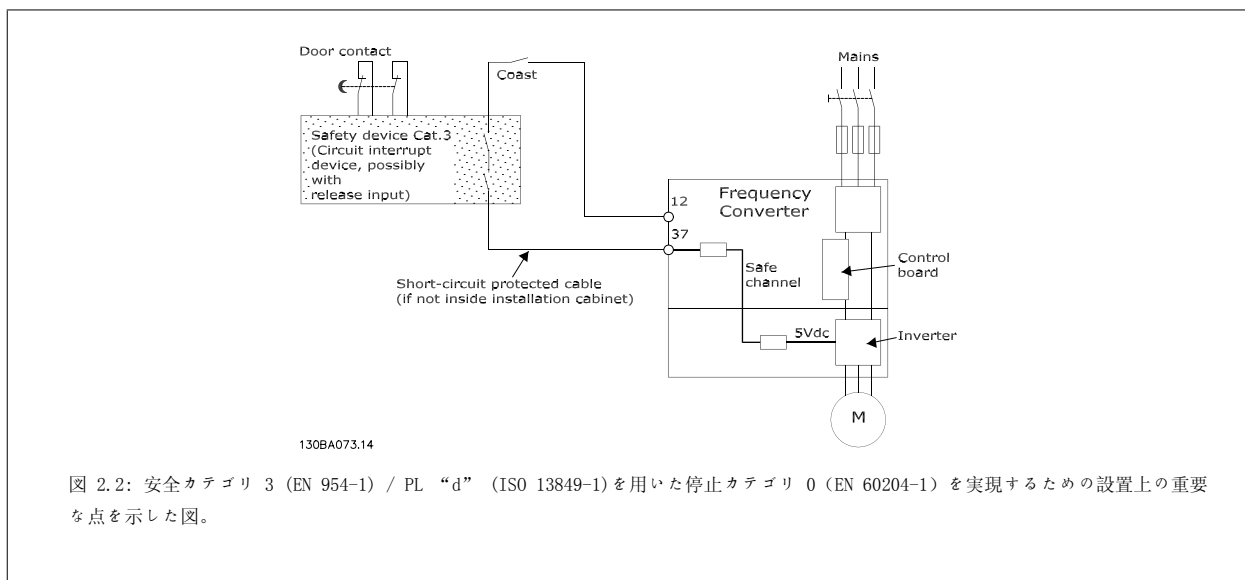 Door contact
Coast
Mains
Safety device Cat.3
(Circuit interrupt
device, possibly
with
release input)
12
Frequency
Converter
37
Safe
channel
Control
board
Short-circuit protected cable
(if not inside installation cabinet)
5Vdc
Inverter
M
130BA073.14
図 2.2: 安全カテゴリ 3 (EN 954-1) / PL “d” (ISO 13849-1)を用いた停止カテゴリ 0 (EN 60204-1) を実現するための設置上の重要
な点を示した図。